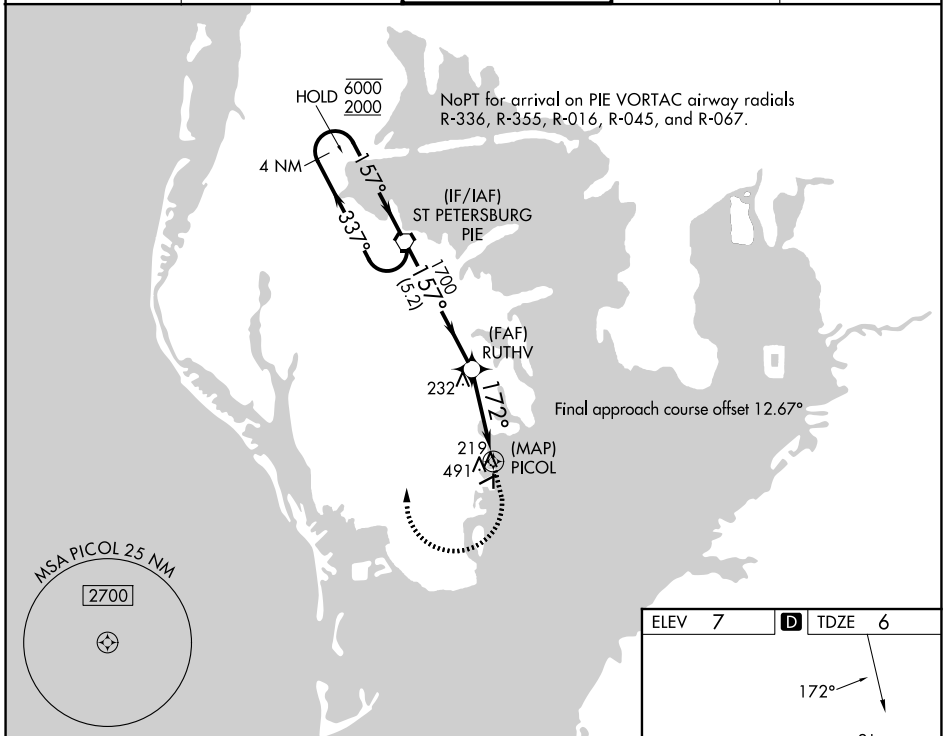 HOLD
6000
2000
NoPT for arrival on PIE VORTAC airway radials
R-336, R-355, R-016, R-045, and R-067.
4 NM
157°
(IF/IAF)
ST PETERSBURG
PIE
337°
1700
157°
(5.2)
(FAF)
RUTHV
232
172°
Final approach course offset 12.67°
219
491
(MAP)
PICOL
MSA PICOL 25 NM
2700
ELEV 7 D TDZE 6
172°